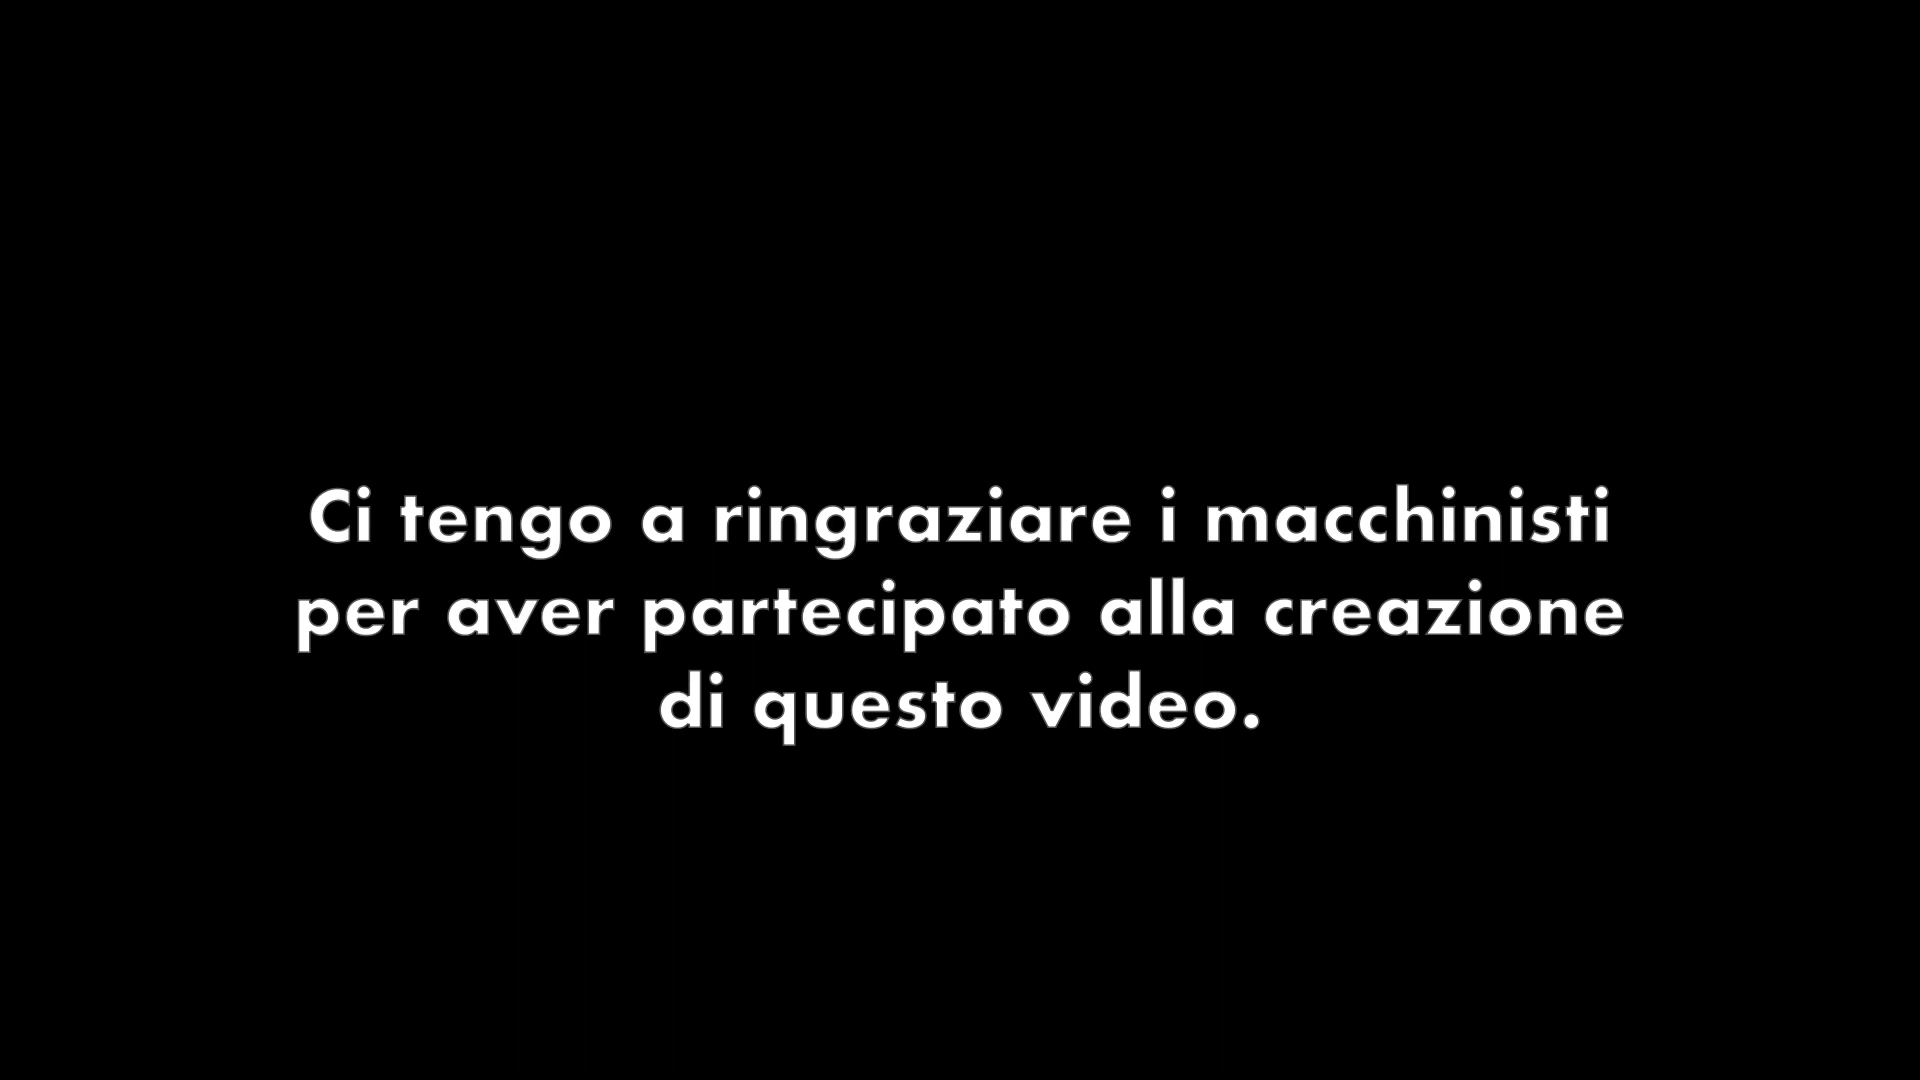 Ci tengo a ringraziare i macchinisti
per aver partecipato alla creazione
di questo video.